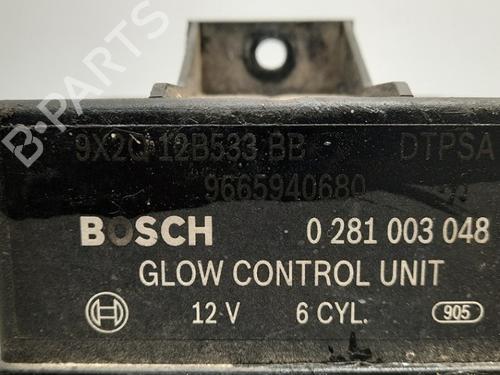 9X2Q 12B533 BB DTPSA
9665940680
BOSCH 0 281 003 048
GLOW CONTROL UNIT
12 V 6 CYL. 905
B-PARTS